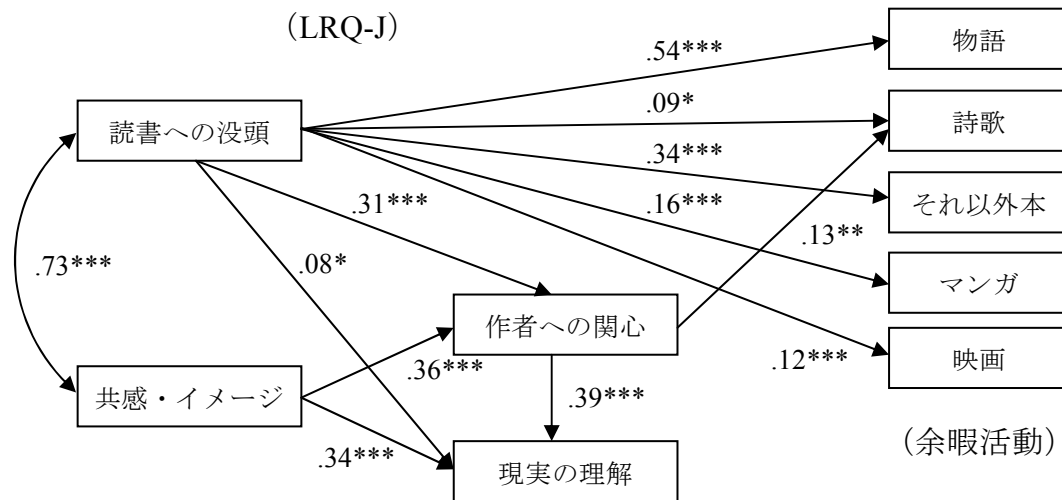 (LRQ-J)
物語
.54***
.09*
読書への没頭
詩歌
.34***
.31***
それ以外本
.16***
.13**
.73***
.08*
マンガ
作者への関心
.12***
映画
.36***
共感・イメージ
.39***
(余暇活動)
.34***
現実の理解